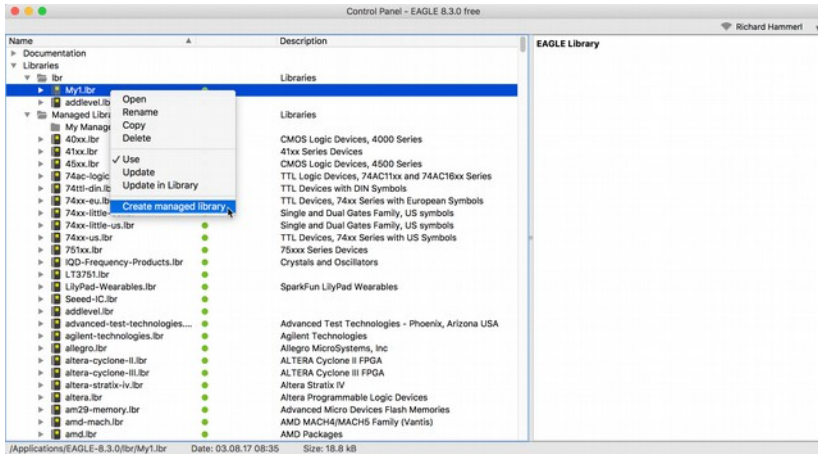 Control Panel - EAGLE 8.3.0 free
Richard Hammerl
Name Description
EAGLE Library
Documentation
Libraries
lbr Libraries
My1.lbr
addlevel.lb
Managed Libra Libraries
My Manage
40xx.lbr CMOS Logic Devices, 4000 Series
41xx.lbr 41xx Series Devices
45xx.lbr CMOS Logic Devices, 4500 Series
74ac-logic TTL Logic Devices, 74AC11xx and 74AC16xx Series
74ttl-din.lb TTL Devices with DIN Symbols
74xx-eu.lb TTL Devices, 74xx Series with European Symbols
74xx-little- Single and Dual Gates Family, US symbols
74xx-little-us.lbr Single and Dual Gates Family, US symbols
74xx-us.lbr TTL Devices, 74xx Series with US Symbols
751xx.lbr 75xxx Series Devices
IQD-Frequency-Products.lbr Crystals and Oscillators
LT3751.lbr
LilyPad-Wearables.lbr SparkFun LilyPad Wearables
Seeed-IC.lbr
addlevel.lbr
advanced-test-technologies.... Advanced Test Technologies - Phoenix, Arizona USA
agilent-technologies.lbr Agilent Technologies
allegro.lbr Allegro MicroSystems, Inc
altera-cyclone-II.lbr ALTERA Cyclone II FPGA
altera-cyclone-III.lbr ALTERA Cyclone III FPGA
altera-stratix-iv.lbr Altera Stratix IV
altera.lbr Altera Programmable Logic Devices
am29-memory.lbr Advanced Micro Devices Flash Memories
amd-mach.lbr AMD MACH4/MACH5 Family (Vantis)
amd.lbr AMD Packages
Open
Rename
Copy
Delete
✓ Use
Update
Update in Library
Create managed library
/Applications/EAGLE-8.3.0/lbr/My1.lbr Date: 03.08.17 08:35 Size: 18.8 kB